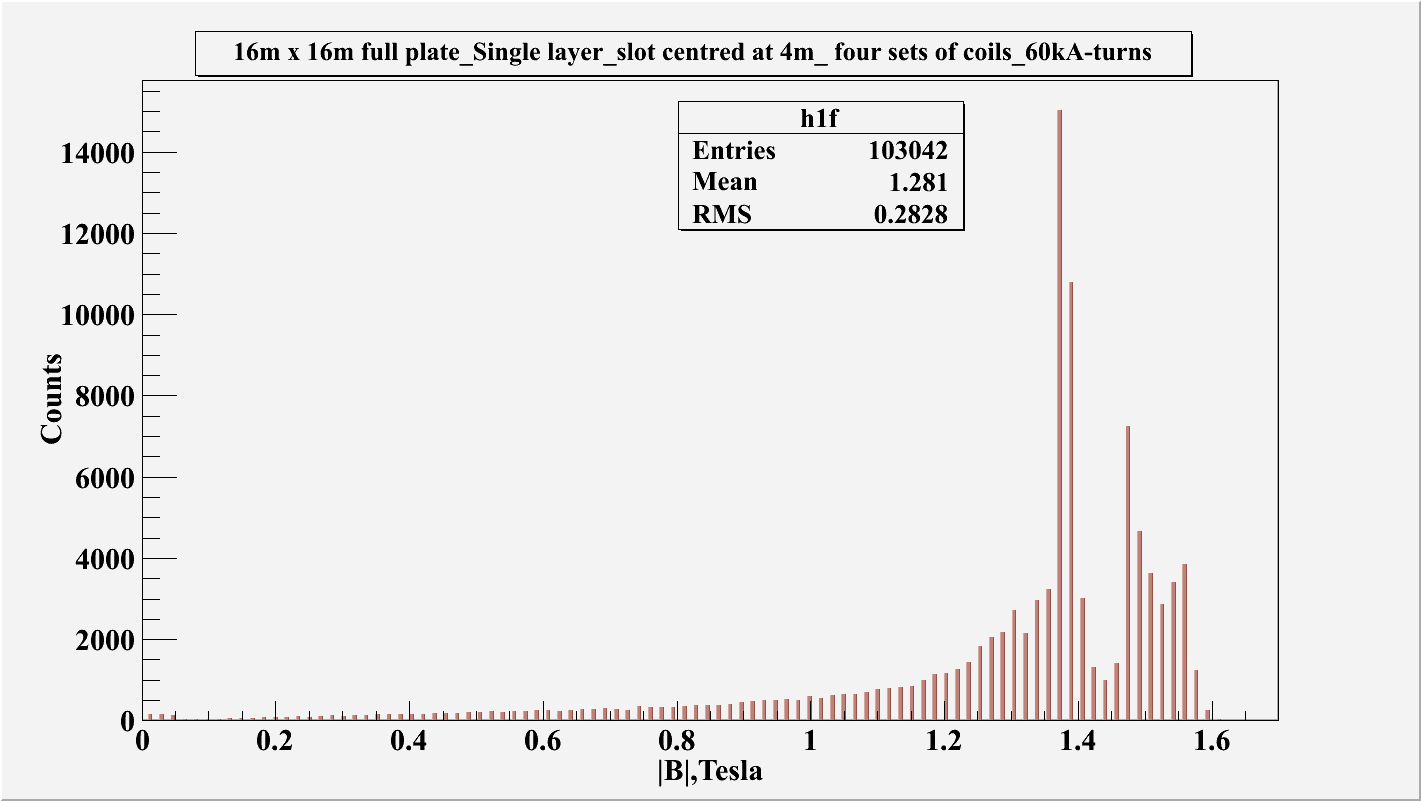 16m x 16m full plate_Single layer_slot centred at 4m_ four sets of coils_60kA-turns
h1f
Entries 103042
Mean 1.281
RMS 0.2828
14000
12000
10000
8000
6000
4000
2000
0
Counts
0 0.2 0.4 0.6 0.8 1 1.2 1.4 1.6
|B|,Tesla